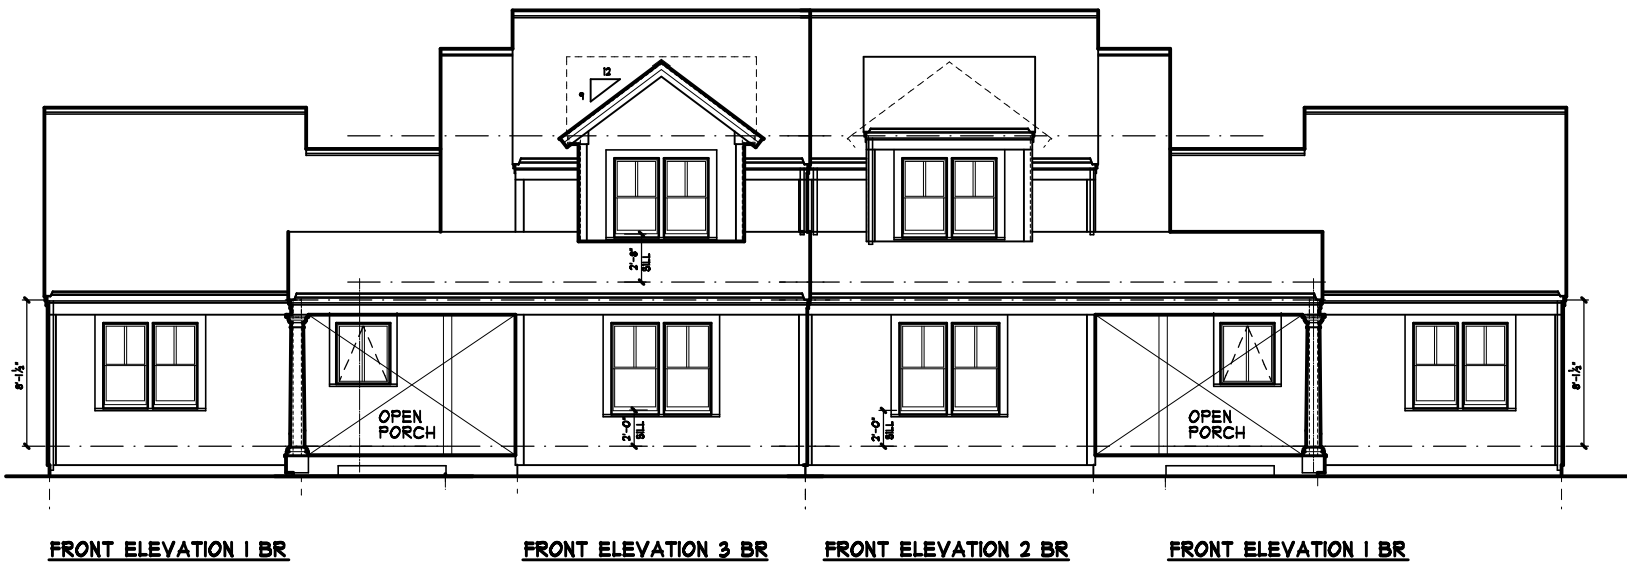 12
9
2'-8"
SILL
8'-1½"
8'-1½"
OPEN
PORCH
2'-0"
SILL
2'-0"
SILL
OPEN
PORCH
FRONT ELEVATION 1 BR
FRONT ELEVATION 3 BR
FRONT ELEVATION 2 BR
FRONT ELEVATION 1 BR